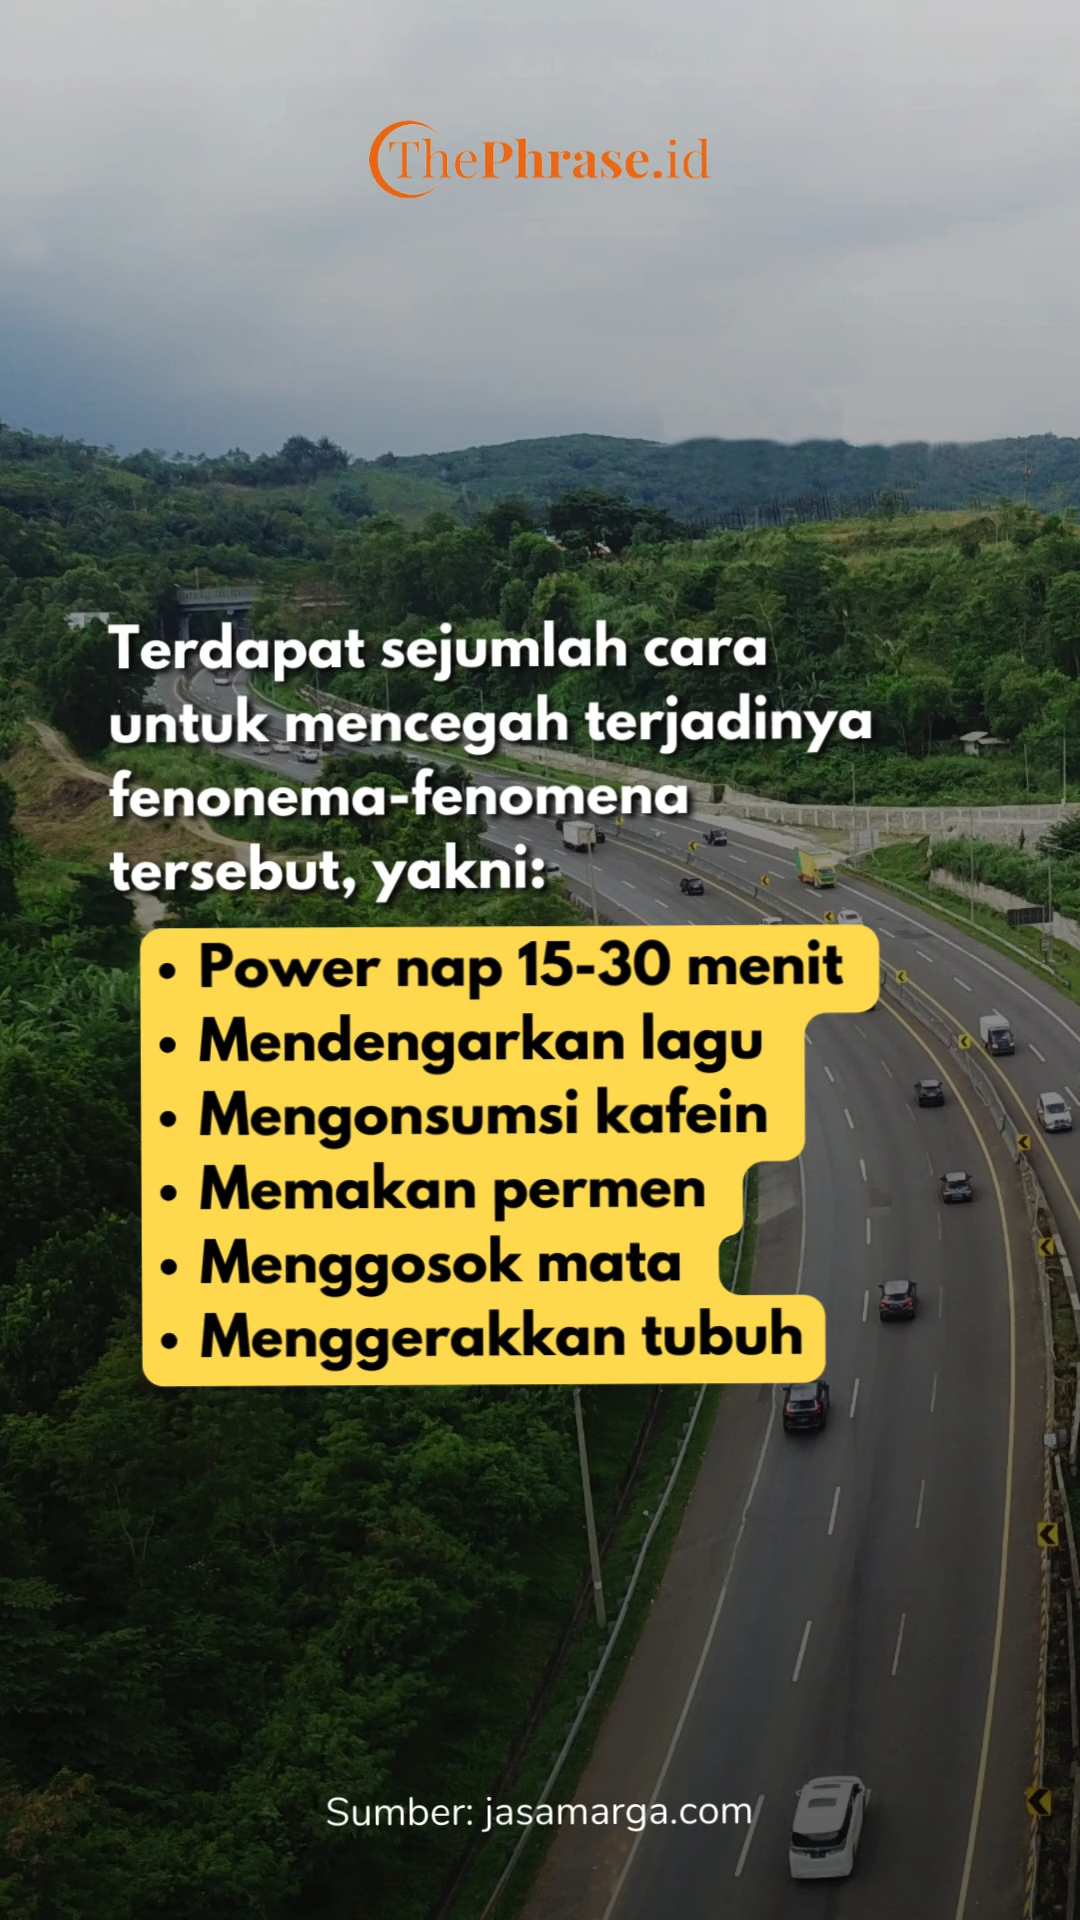 ThePhrase.id
Terdapat sejumlah cara
untuk mencegah terjadinya
fenonema-fenomena
tersebut, yakni:
• Power nap 15-30 menit
• Mendengarkan lagu
• Mengonsumsi kafein
• Memakan permen
• Menggosok mata
• Menggerakkan tubuh
Sumber: jasamarga.com